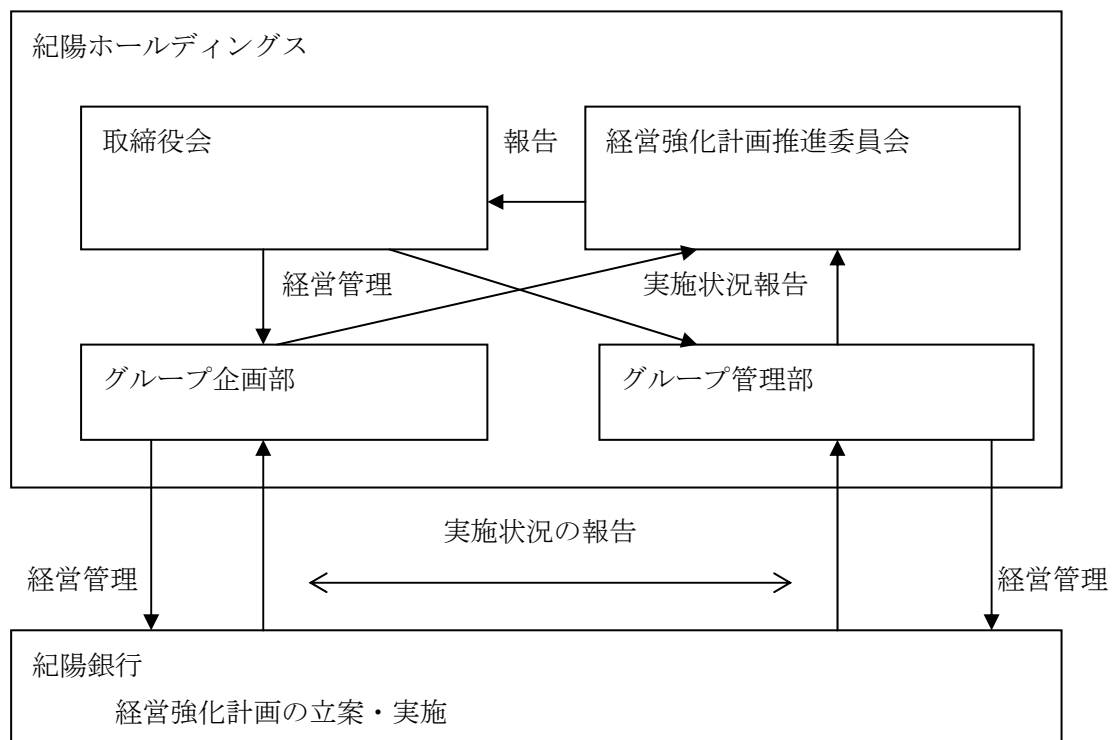 紀陽ホールディングス
取締役会
報告
経営強化計画推進委員会
経営管理
実施状況報告
グループ企画部
グループ管理部
実施状況の報告
経営管理
経営管理
紀陽銀行
経営強化計画の立案・実施